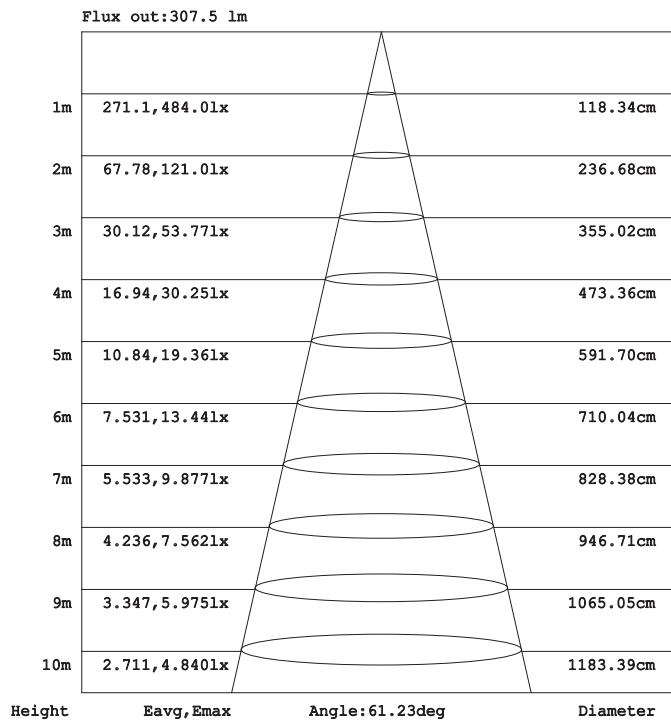 Flux out:307.5 lm
1m 271.1,484.0lx 118.34cm
2m 67.78,121.0lx 236.68cm
3m 30.12,53.77lx 355.02cm
4m 16.94,30.25lx 473.36cm
5m 10.84,19.36lx 591.70cm
6m 7.531,13.44lx 710.04cm
7m 5.533,9.877lx 828.38cm
8m 4.236,7.562lx 946.71cm
9m 3.347,5.975lx 1065.05cm
10m 2.711,4.840lx 1183.39cm
Height Eavg,Emax Angle:61.23deg Diameter